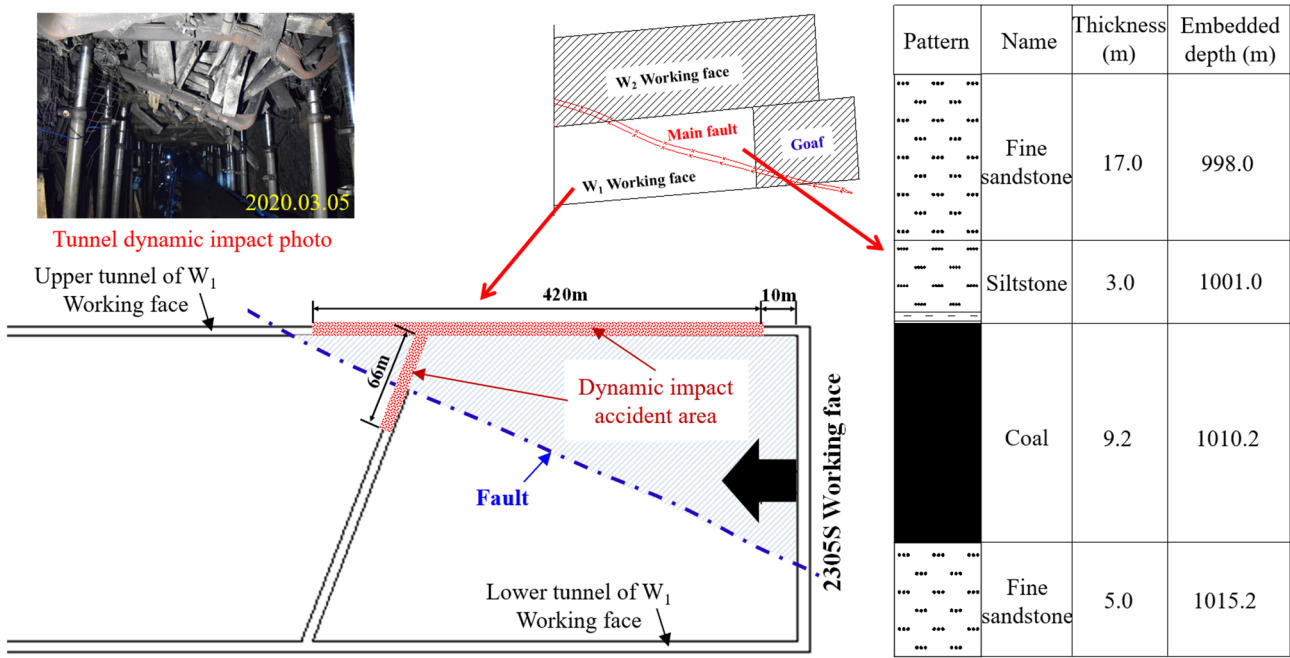 2020.03.05
Tunnel dynamic impact photo
W2 Working face
Main fault
Goaf
W1 Working face
Upper tunnel of W1
Working face
420m
10m
66m
Dynamic impact
accident area
Fault
2305S Working face
Lower tunnel of W1
Working face
Pattern Name Thickness (m) Embedded depth (m)
Fine sandstone 17.0 998.0
Siltstone 3.0 1001.0
Coal 9.2 1010.2
Fine sandstone 5.0 1015.2